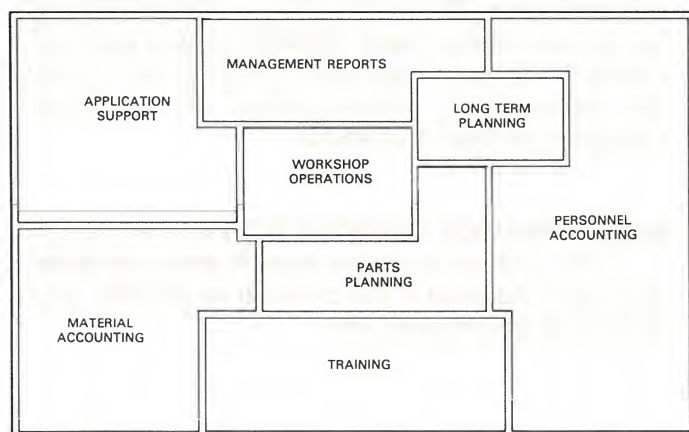 MANAGEMENT REPORTS
APPLICATION
SUPPORT
LONG TERM
PLANNING
WORKSHOP
OPERATIONS
PERSONNEL
ACCOUNTING
PARTS
PLANNING
MATERIAL
ACCOUNTING
TRAINING